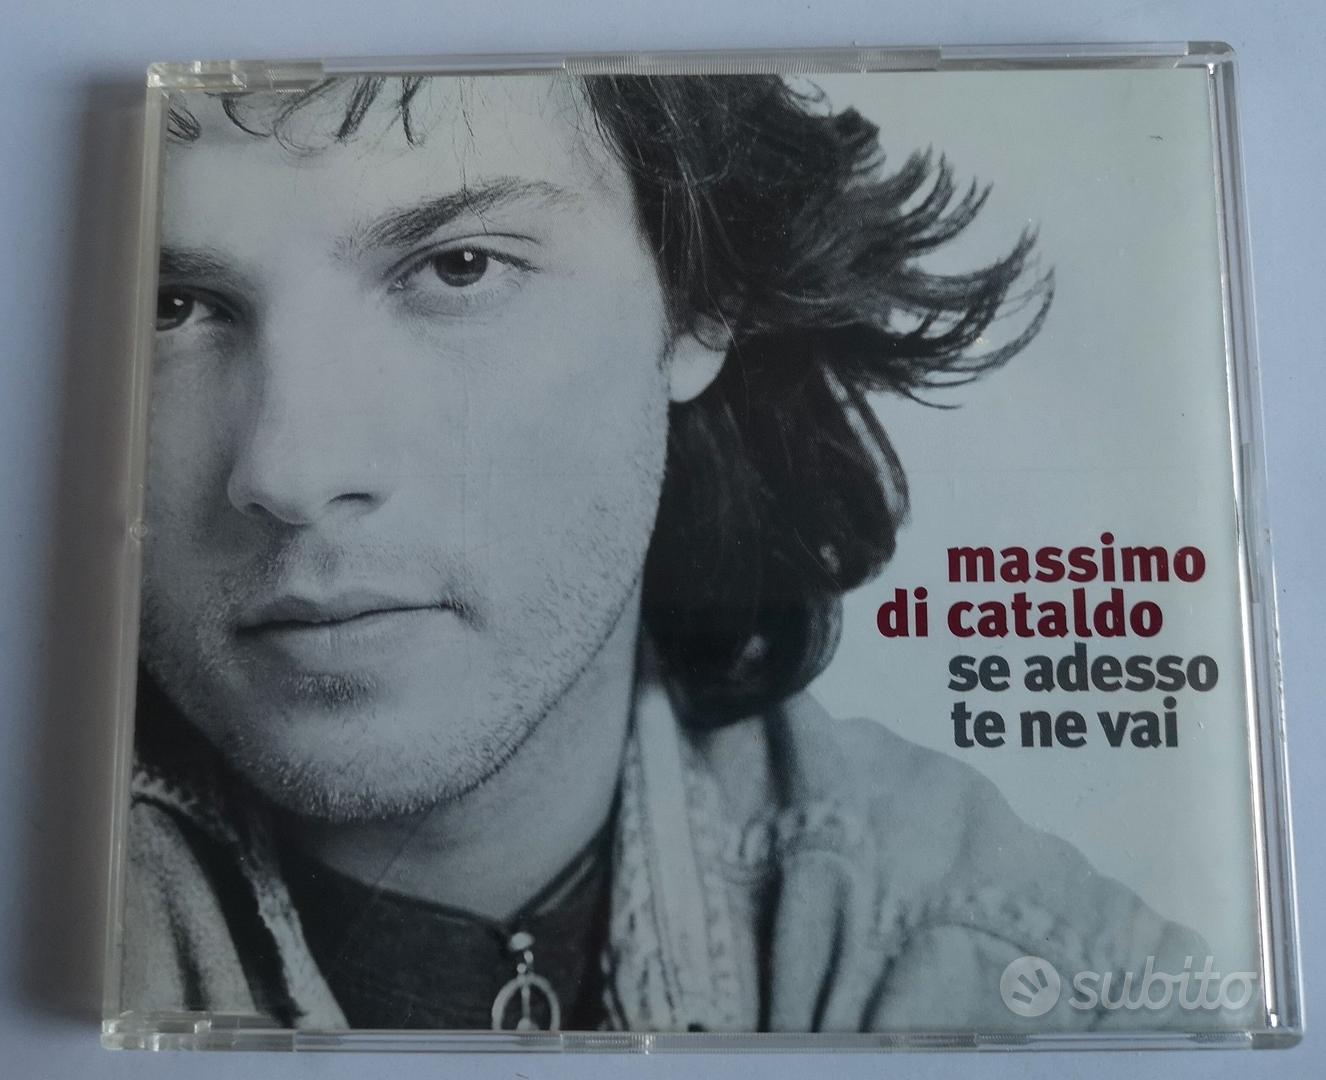 massimo
di cataldo
se adesso
te ne vai
subito